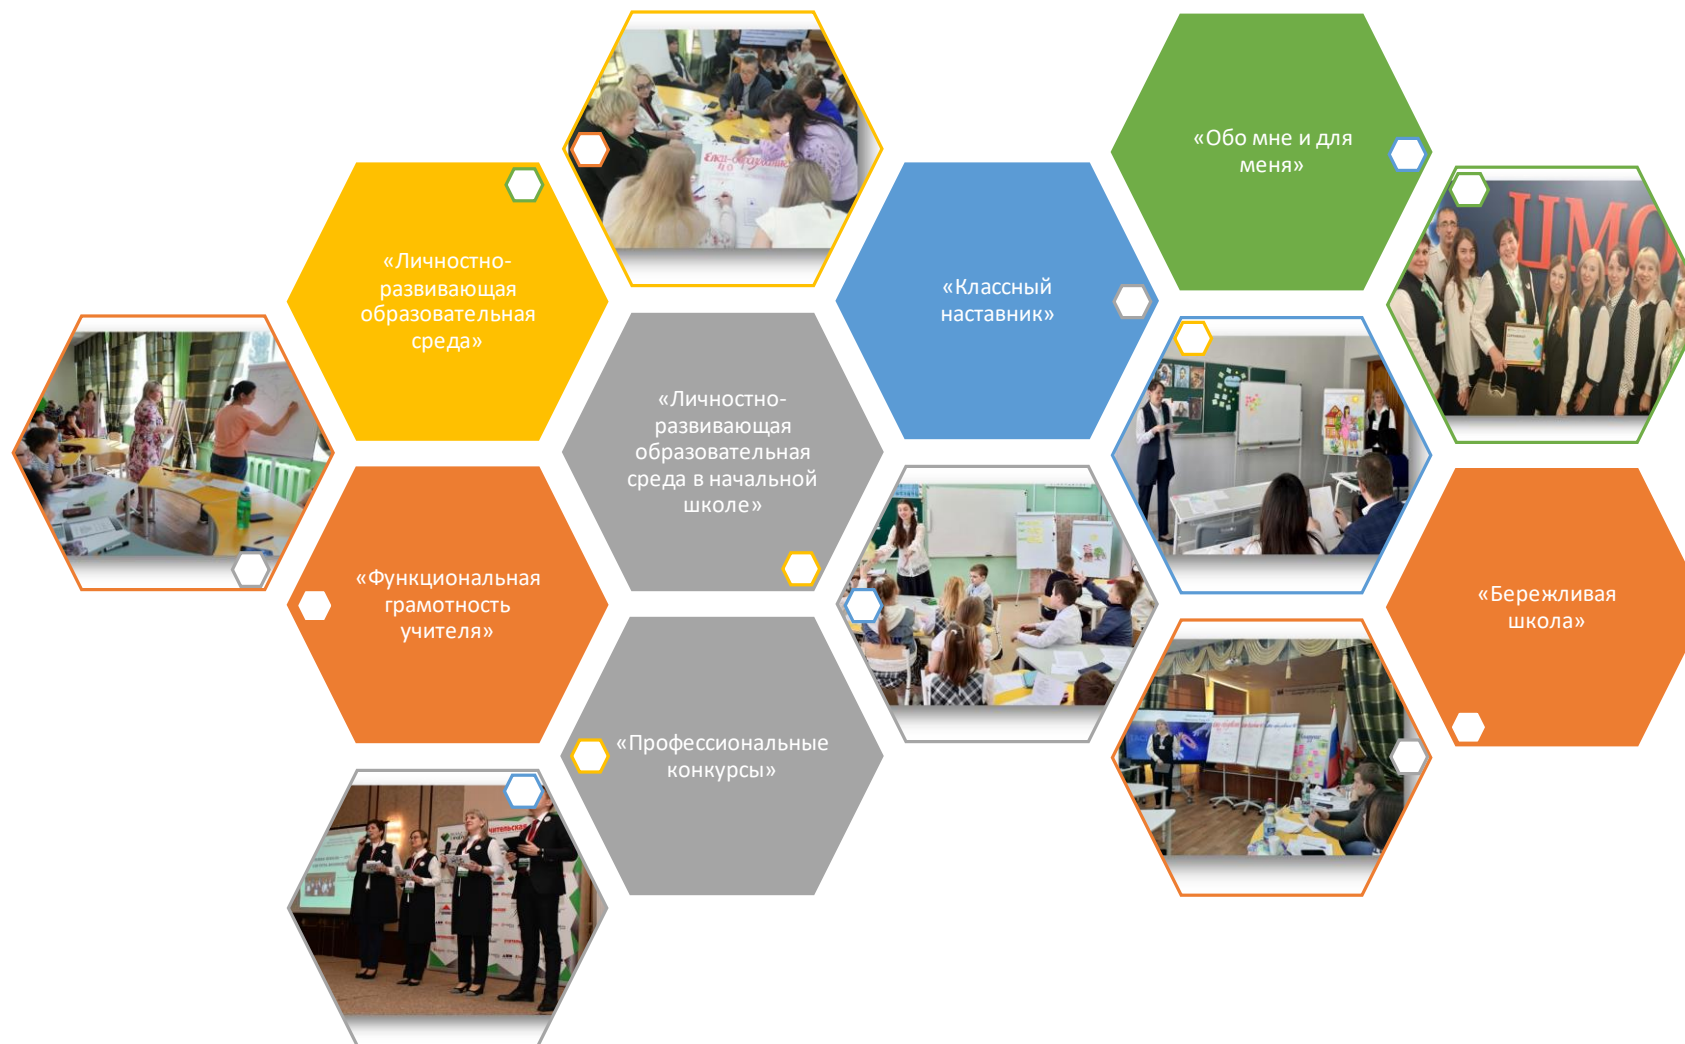 «Обо мне и для
меня»
«Личностно-
развивающая
образовательная
среда»
«Классный
наставник»
«Личностно-
развивающая
образовательная
среда в начальной
школе»
«Функциональная
грамотность
учителя»
«Бережливая
школа»
«Профессиональные
конкурсы»
ЦМО